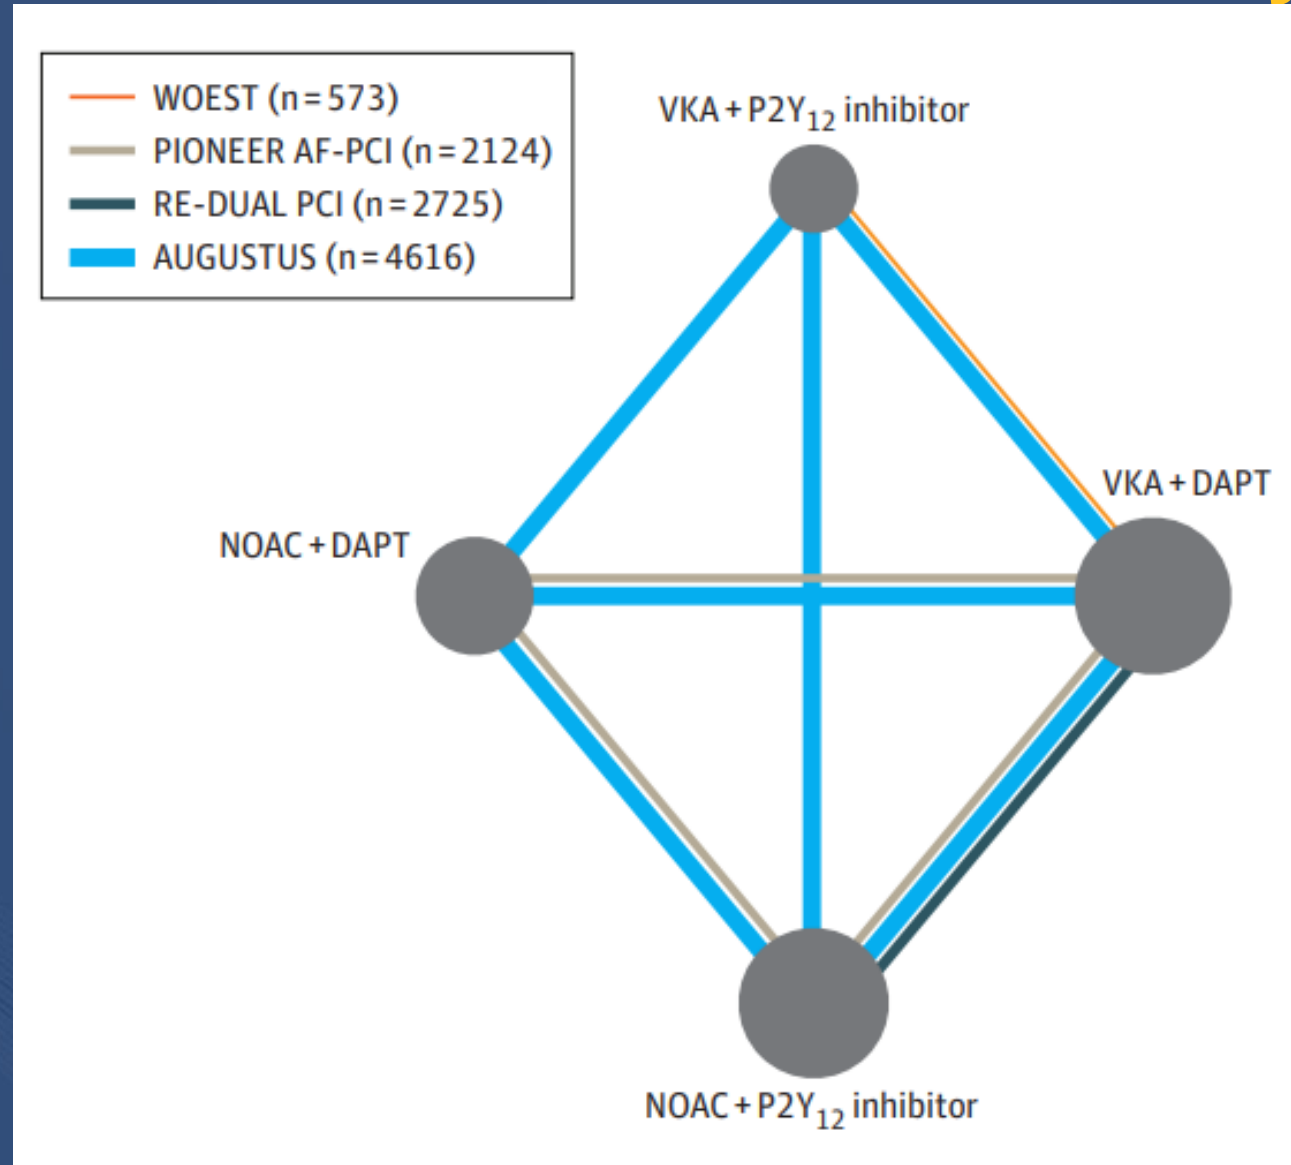 WOEST (n=573)
PIONEER AF-PCI (n=2124)
RE-DUAL PCI (n=2725)
AUGUSTUS (n=4616)
VKA + P2Y12 inhibitor
VKA + DAPT
NOAC + DAPT
NOAC + P2Y12 inhibitor